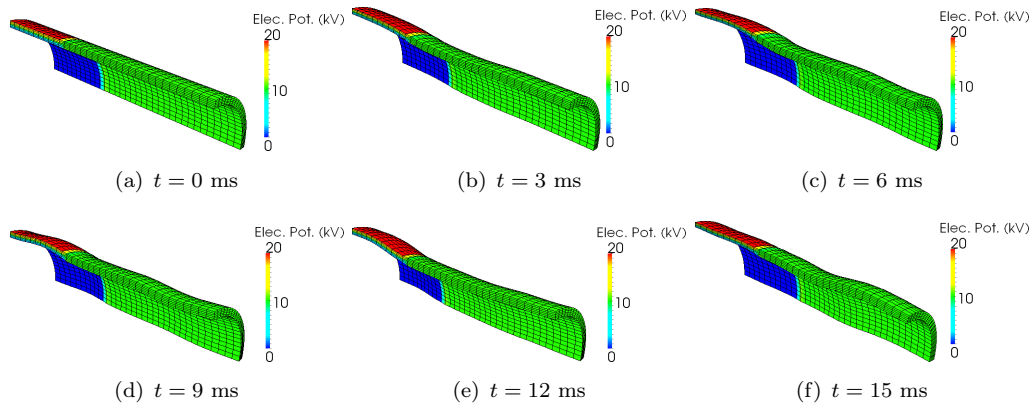 Elec. Pot. (kV) Elec. Pot. (kV) Elec. Pot. (kV)
20 20 20
10 10 10
0 0 0
(a) t = 0 ms (b) t = 3 ms (c) t = 6 ms
Elec. Pot. (kV) Elec. Pot. (kV) Elec. Pot. (kV)
20 20 20
10 10 10
0 0 0
(d) t = 9 ms (e) t = 12 ms (f) t = 15 ms